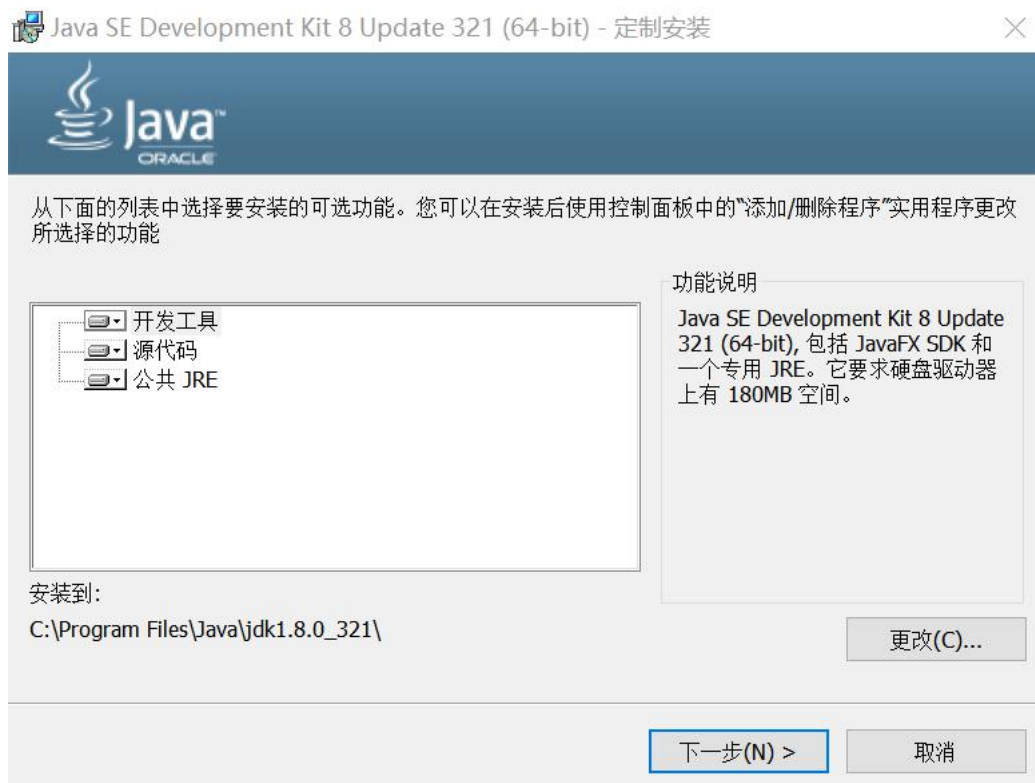 Java SE Development Kit 8 Update 321 (64-bit) - 定制安装
Java™
ORACLE
从下面的列表中选择要安装的可选功能。您可以在安装后使用控制面板中的“添加/删除程序”实用程序更改
所选择的功能
开发工具
源代码
公共 JRE
功能说明
Java SE Development Kit 8 Update
321 (64-bit), 包括 JavaFX SDK 和
一个专用 JRE。它要求硬盘驱动器
上有 180MB 空间。
安装到:
C:\Program Files\Java\jdk1.8.0_321\
更改(C)...
下一步(N) >
取消